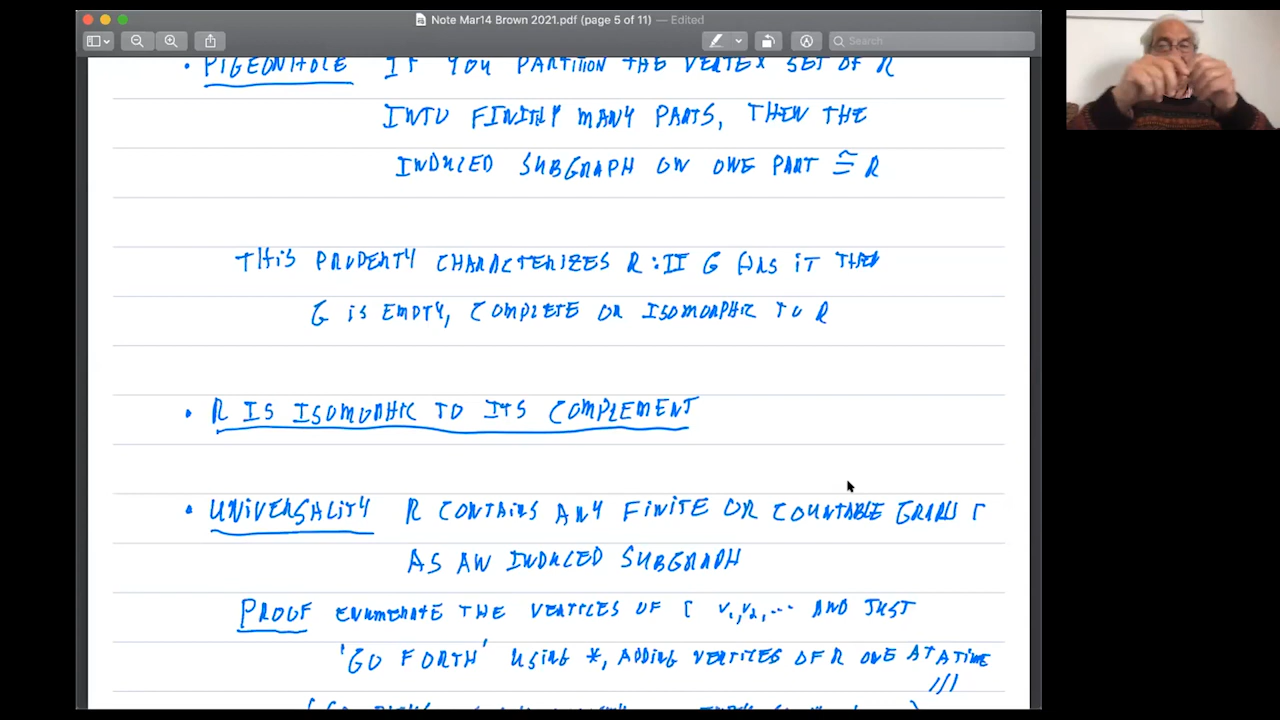 Note Mar14 Brown 2021.pdf (page 5 of 11) — Edited
Search
• PIGEONHOLE IF YOU PARTITION THE VERTEX SET OF R
INTO FINITLY MANY PARTS, THEN THE
INDUCED SUBGRAPH ON ONE PART ≅ R
THIS PROPERTY CHARACTERIZES R: IF G HAS IT THEN
G IS EMPTY, COMPLETE OR ISOMORPHIC TO R
• R IS ISOMORPHIC TO ITS COMPLEMENT
• UNIVERSALITY R CONTAINS ANY FINITE OR COUNTABLE GRAPH Γ
AS AN INDUCED SUBGRAPH
PROOF ENUMERATE THE VERTICES OF Γ v₁,v₂,... AND JUST
'GO FORTH' USING *, ADDING VERTICES OF R ONE AT A TIME
///